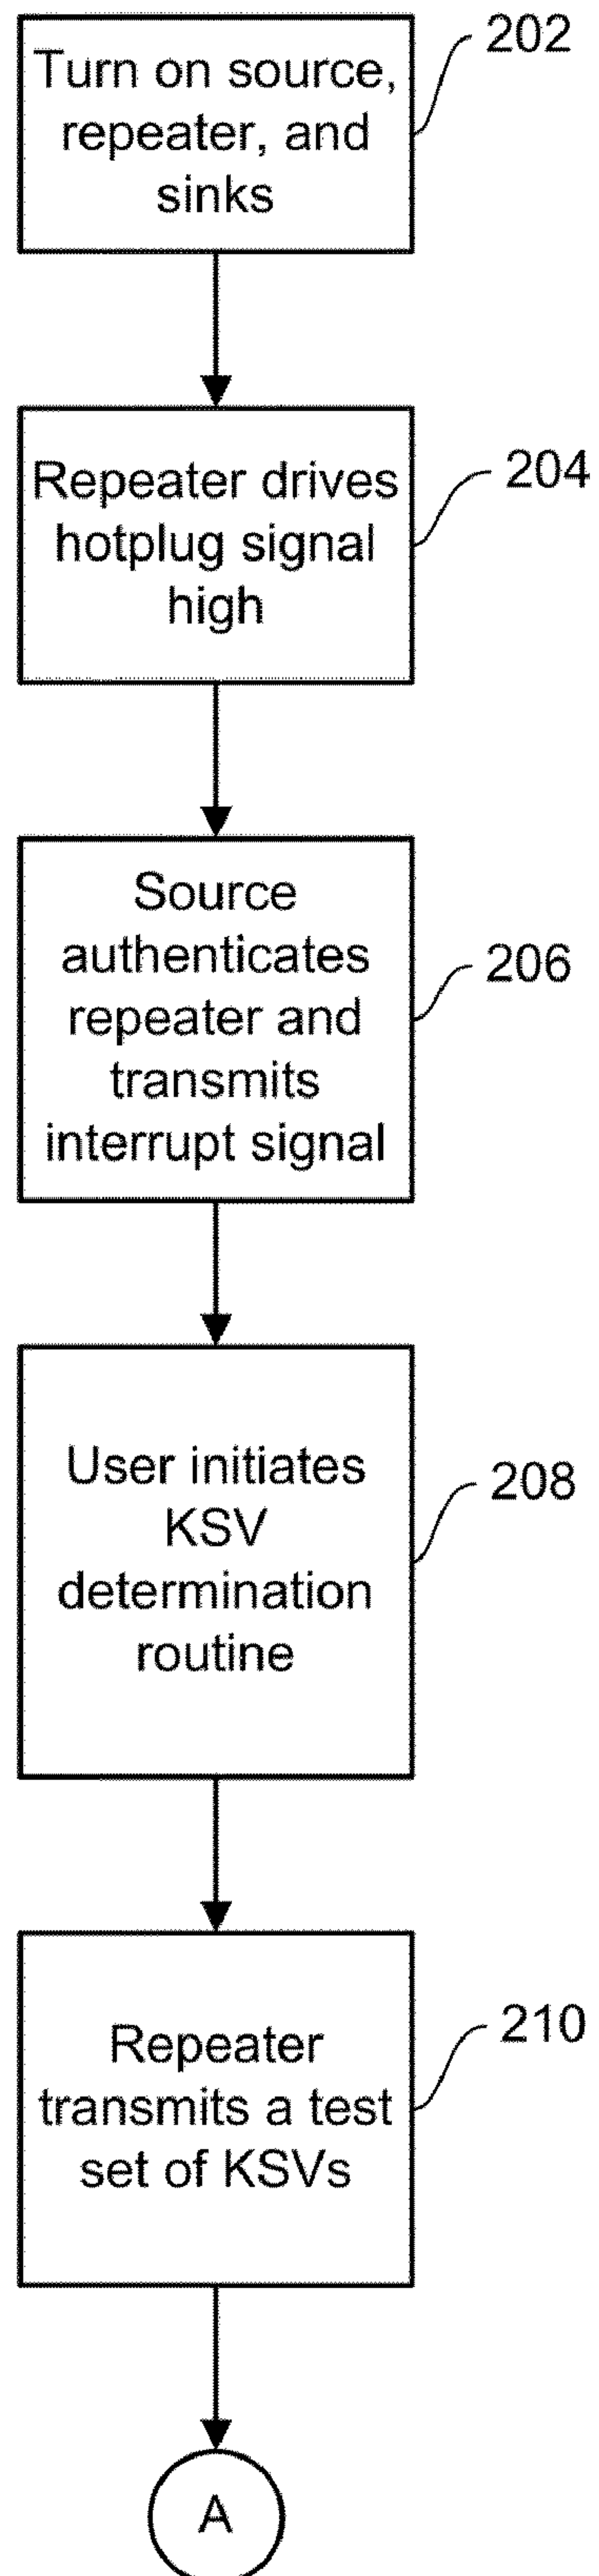 Turn on source,
repeater, and
sinks
202
Repeater drives
hotplug signal
high
204
Source
authenticates
repeater and
transmits
interrupt signal
206
User initiates
KSV
determination
routine
208
Repeater
transmits a test
set of KSVs
210
A